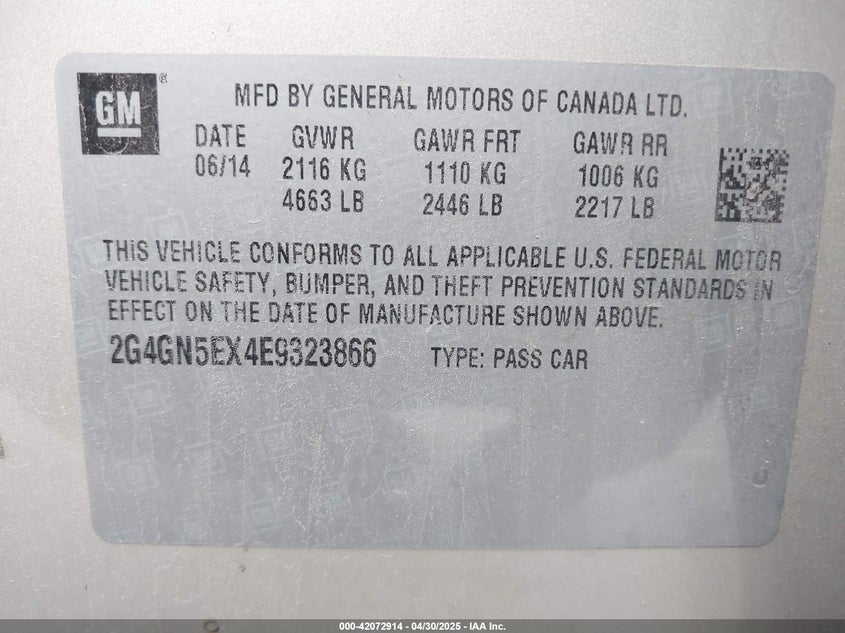 GM ®
MFD BY GENERAL MOTORS OF CANADA LTD.
DATE GVWR GAWR FRT GAWR RR
06/14 2116 KG 1110 KG 1006 KG
4663 LB 2446 LB 2217 LB
THIS VEHICLE CONFORMS TO ALL APPLICABLE U.S. FEDERAL MOTOR
VEHICLE SAFETY, BUMPER, AND THEFT PREVENTION STANDARDS IN
EFFECT ON THE DATE OF MANUFACTURE SHOWN ABOVE.
2G4GN5EX4E9323866 TYPE: PASS CAR
000-42072914 - 04/30/2025 - IAA Inc.